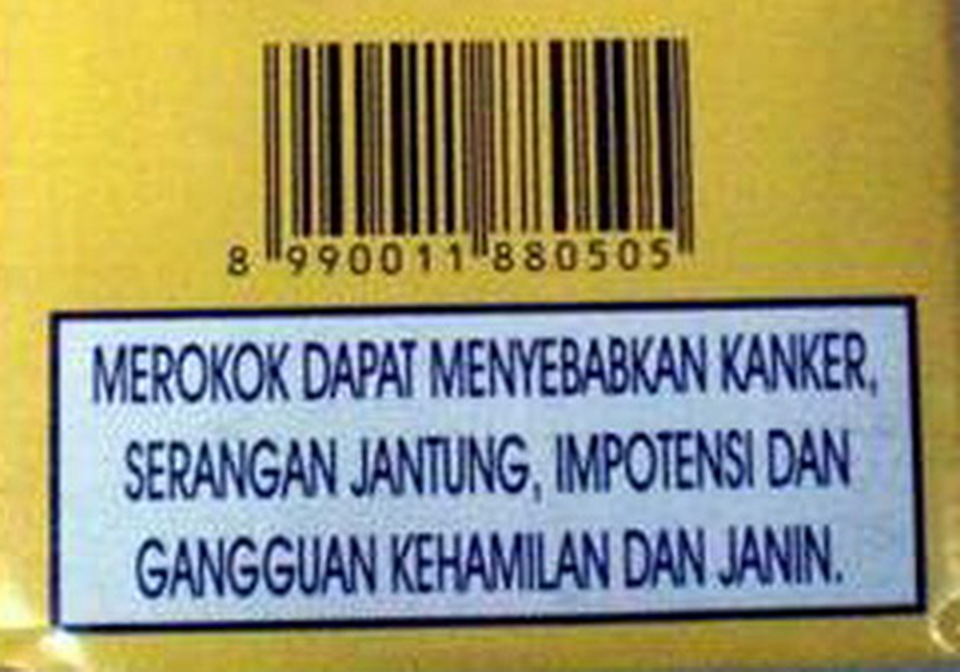 8 990011 880505
MEROKOK DAPAT MENYEBABKAN KANKER,
SERANGAN JANTUNG, IMPOTENSI DAN
GANGGUAN KEHAMILAN DAN JANIN.